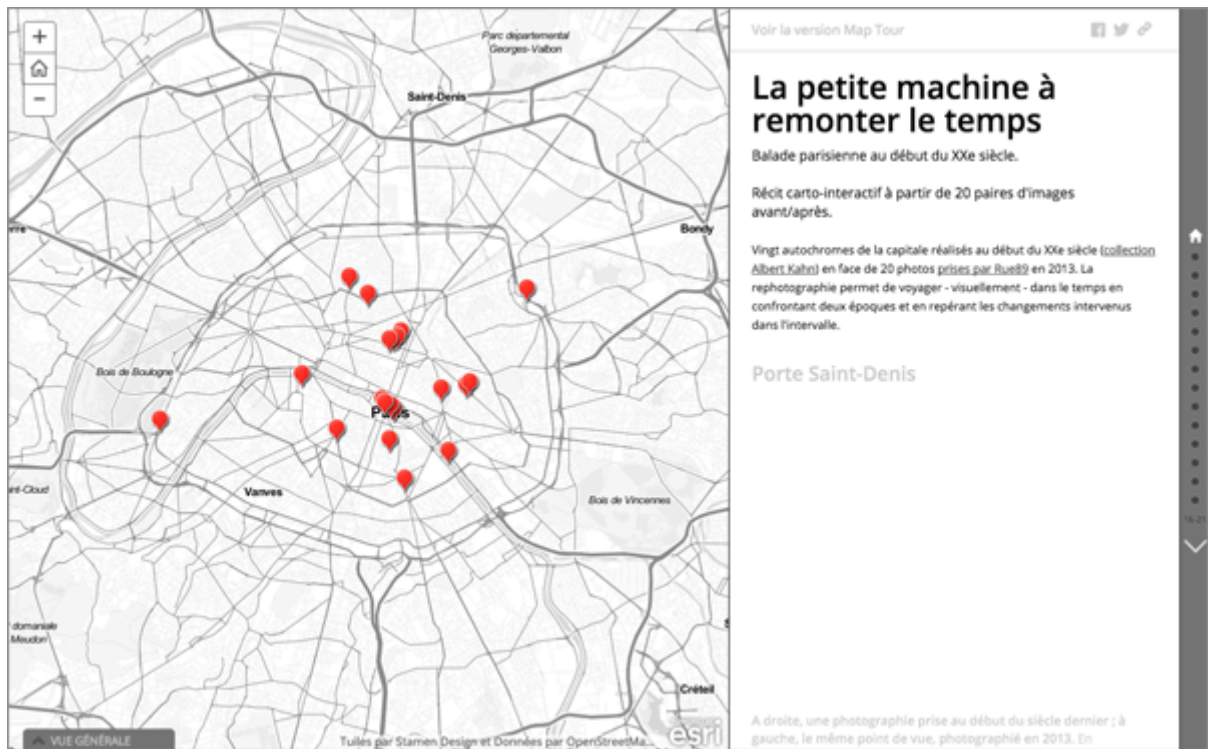 Parc départemental
Georges-Valbon
Saint-Denis
Bondy
Bois de Boulogne
Paris
Vanves
Bois de Vincennes
domaniale
Meudon
Créteil
VUE GÉNÉRALE
Tuiles par Stamen Design et Données par OpenStreetMa...
esri
Voir la version Map Tour
La petite machine à
remonter le temps
Balade parisienne au début du XXe siècle.
Récit carto-interactif à partir de 20 paires d'images
avant/après.
Vingt autochromes de la capitale réalisés au début du XXe siècle (collection
Albert Kahn) en face de 20 photos prises par Rue89 en 2013. La
rephotographie permet de voyager - visuellement - dans le temps en
confrontant deux époques et en repérant les changements intervenus
dans l'intervalle.
Porte Saint-Denis
A droite, une photographie prise au début du siècle dernier ; à
gauche, le même point de vue, photographié en 2013. En
16-21